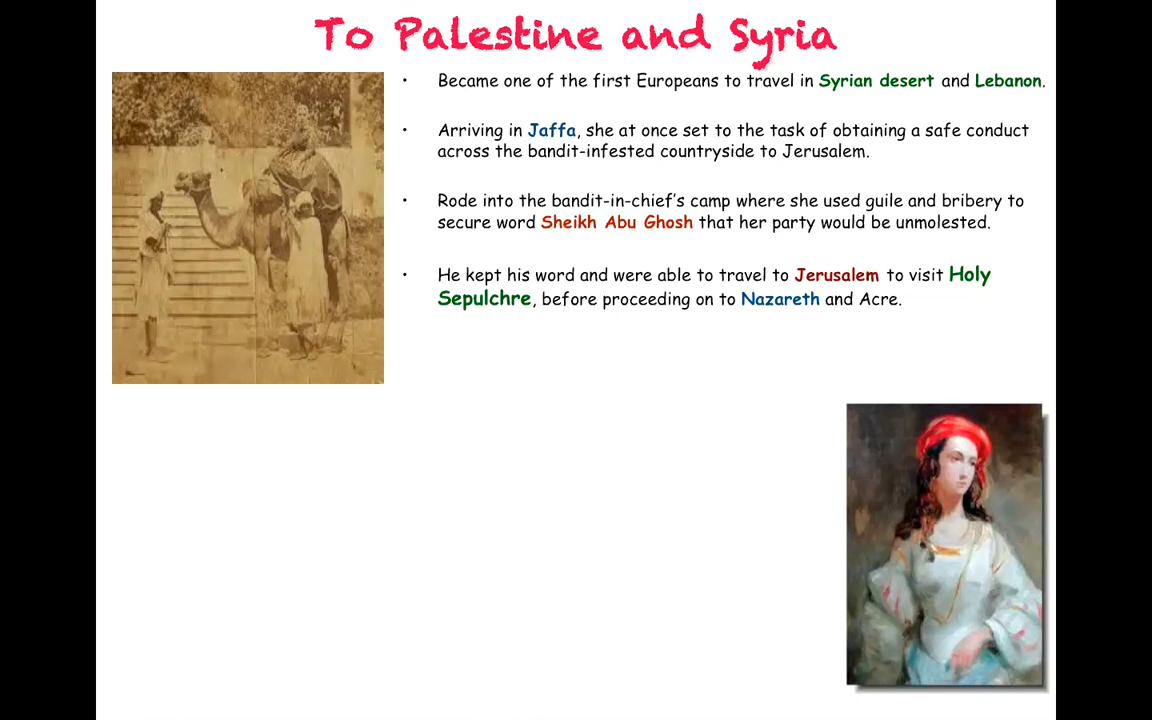 To Palestine and Syria
• Became one of the first Europeans to travel in Syrian desert and Lebanon.
• Arriving in Jaffa, she at once set to the task of obtaining a safe conduct
across the bandit-infested countryside to Jerusalem.
• Rode into the bandit-in-chief's camp where she used guile and bribery to
secure word Sheikh Abu Ghosh that her party would be unmolested.
• He kept his word and were able to travel to Jerusalem to visit Holy
Sepulchre, before proceeding on to Nazareth and Acre.